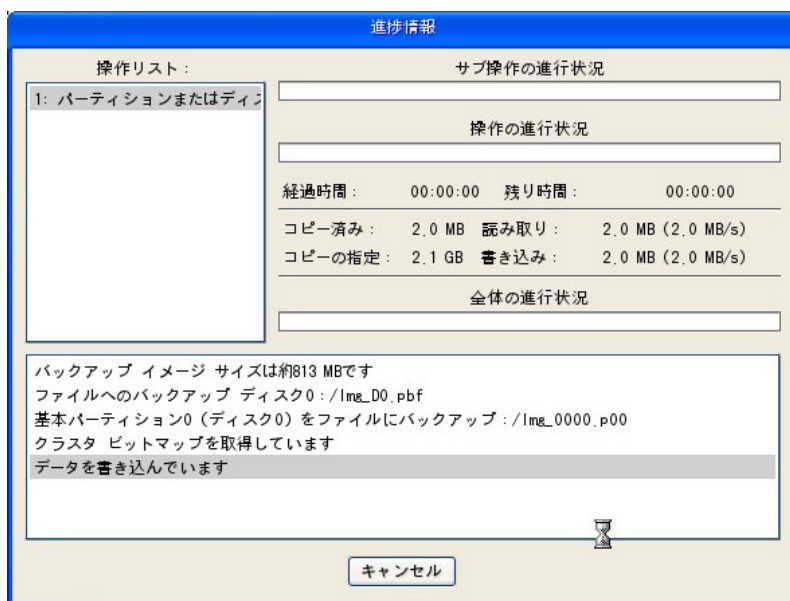 進捗情報
操作リスト:
1: パーティションまたはディス
サブ操作の進行状況
操作の進行状況
経過時間: 00:00:00 残り時間: 00:00:00
コピー済み: 2.0 MB 読み取り: 2.0 MB (2.0 MB/s)
コピーの指定: 2.1 GB 書き込み: 2.0 MB (2.0 MB/s)
全体の進行状況
バックアップ イメージ サイズは約813 MBです
ファイルへのバックアップ ディスク0:/Img_D0.pbf
基本パーティション0(ディスク0)をファイルにバックアップ:/Img_0000.p00
クラスタ ビットマップを取得しています
データを書き込んでいます
キャンセル